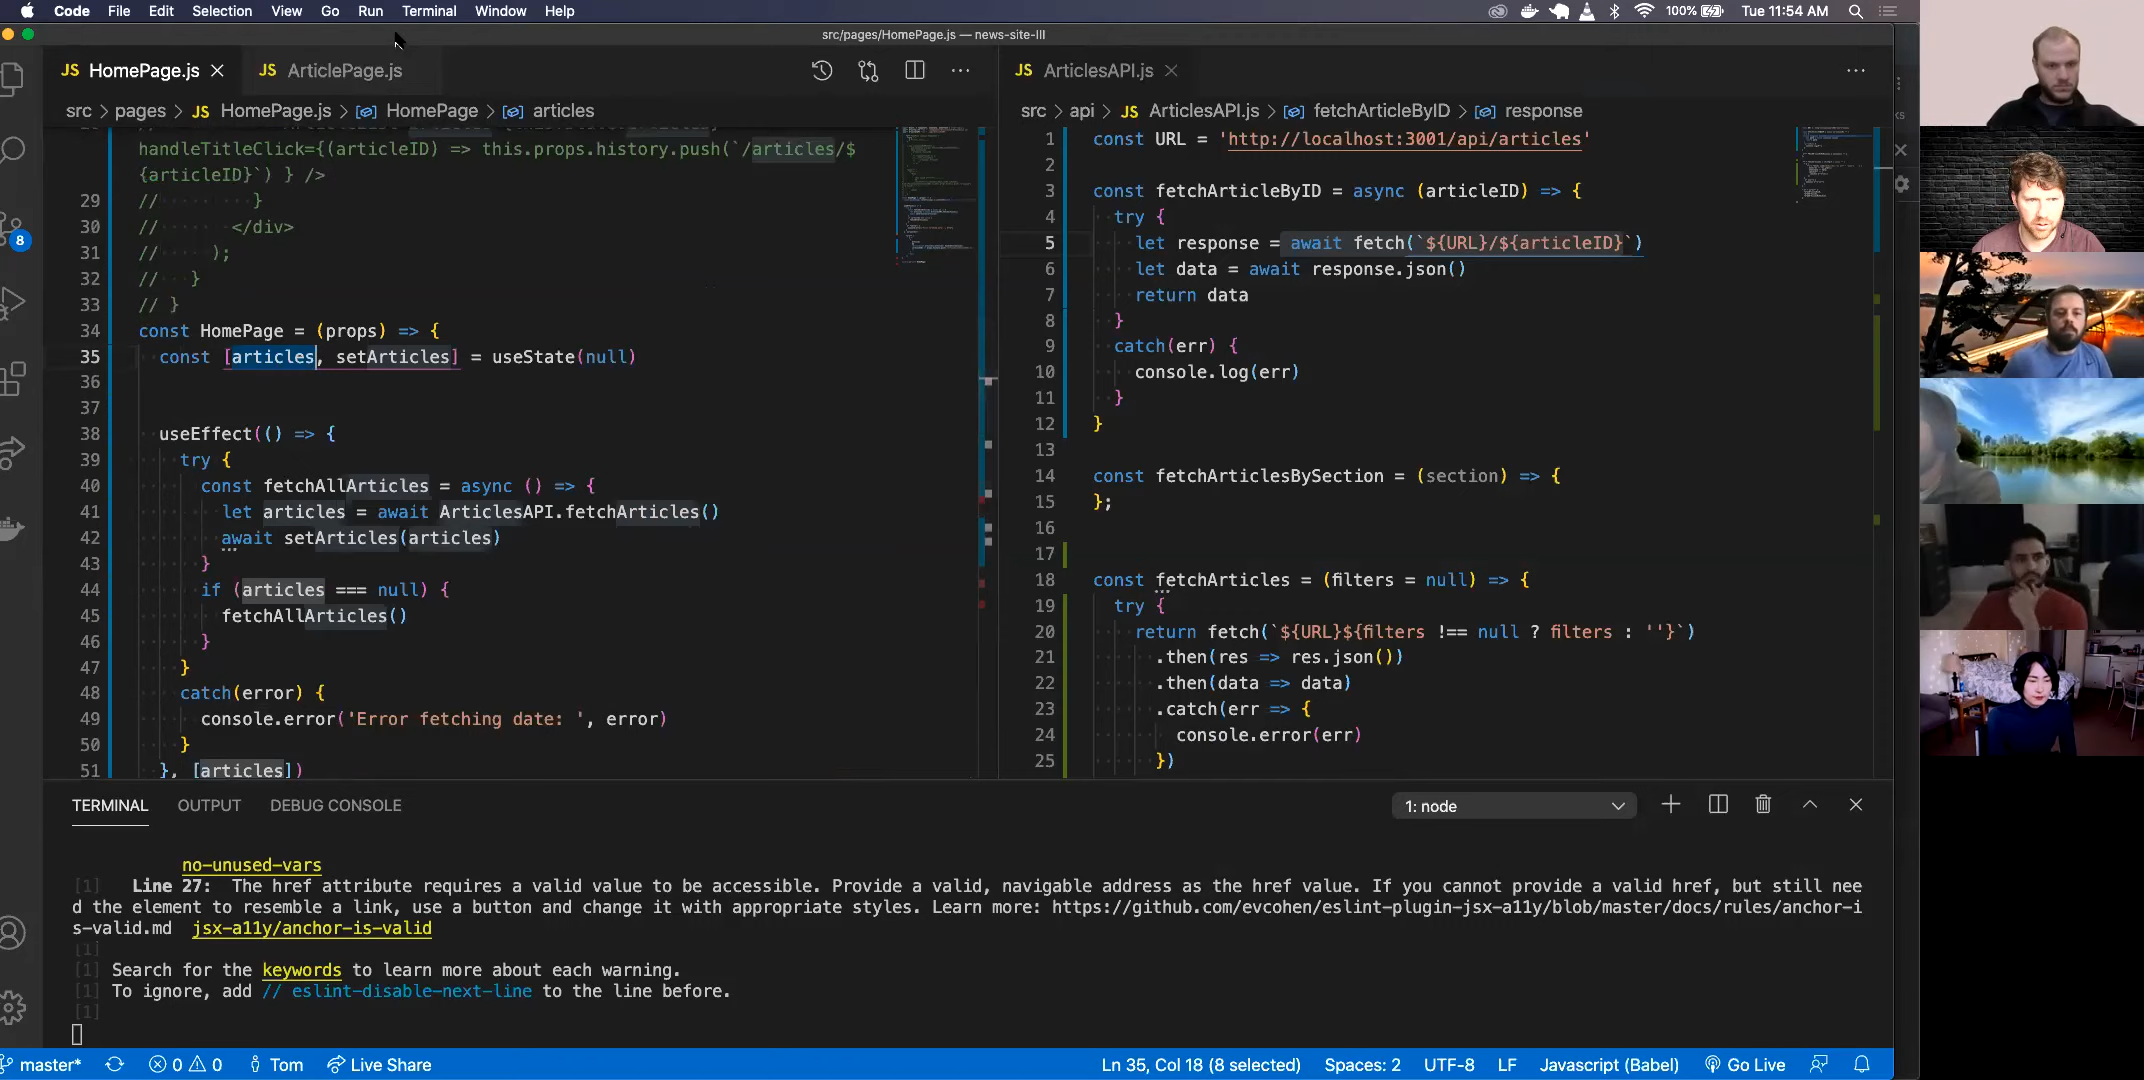 Code File Edit Selection View Go Run Terminal Window Help 100% Tue 11:54 AM
src/pages/HomePage.js — news-site-III
JS HomePage.js JS ArticlePage.js
src > pages > JS HomePage.js > HomePage > articles
handleTitleClick={(articleID) => this.props.history.push(`/articles/$
{articleID}`) } />
29 // }
30 // </div>
31 // );
32 // }
33 // }
34 const HomePage = (props) => {
35 const [articles, setArticles] = useState(null)
36
37
38 useEffect(() => {
39 try {
40 const fetchAllArticles = async () => {
41 let articles = await ArticlesAPI.fetchArticles()
42 await setArticles(articles)
43 }
44 if (articles === null) {
45 fetchAllArticles()
46 }
47 }
48 catch(error) {
49 console.error('Error fetching date: ', error)
50 }
51 }, [articles])
JS ArticlesAPI.js
src > api > JS ArticlesAPI.js > fetchArticleByID > response
1 const URL = 'http://localhost:3001/api/articles'
2
3 const fetchArticleByID = async (articleID) => {
4 try {
5 let response = await fetch(`${URL}/${articleID}`)
6 let data = await response.json()
7 return data
8 }
9 catch(err) {
10 console.log(err)
11 }
12 }
13
14 const fetchArticlesBySection = (section) => {
15 };
16
17
18 const fetchArticles = (filters = null) => {
19 try {
20 return fetch(`${URL}${filters !== null ? filters : ''}`)
21 .then(res => res.json())
22 .then(data => data)
23 .catch(err => {
24 console.error(err)
25 })
8
TERMINAL OUTPUT DEBUG CONSOLE 1: node
no-unused-vars
[1] Line 27: The href attribute requires a valid value to be accessible. Provide a valid, navigable address as the href value. If you cannot provide a valid href, but still nee
d the element to resemble a link, use a button and change it with appropriate styles. Learn more: https://github.com/evcohen/eslint-plugin-jsx-a11y/blob/master/docs/rules/anchor-i
s-valid.md jsx-a11y/anchor-is-valid
[1]
[1] Search for the keywords to learn more about each warning.
[1] To ignore, add // eslint-disable-next-line to the line before.
[1]
master* 0 0 Tom Live Share Ln 35, Col 18 (8 selected) Spaces: 2 UTF-8 LF Javascript (Babel) Go Live